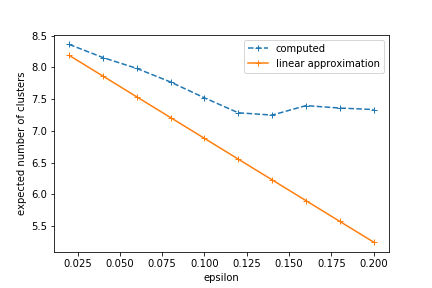 computed
linear approximation
8.5
8.0
7.5
7.0
6.5
6.0
5.5
expected number of clusters
0.025 0.050 0.075 0.100 0.125 0.150 0.175 0.200
epsilon